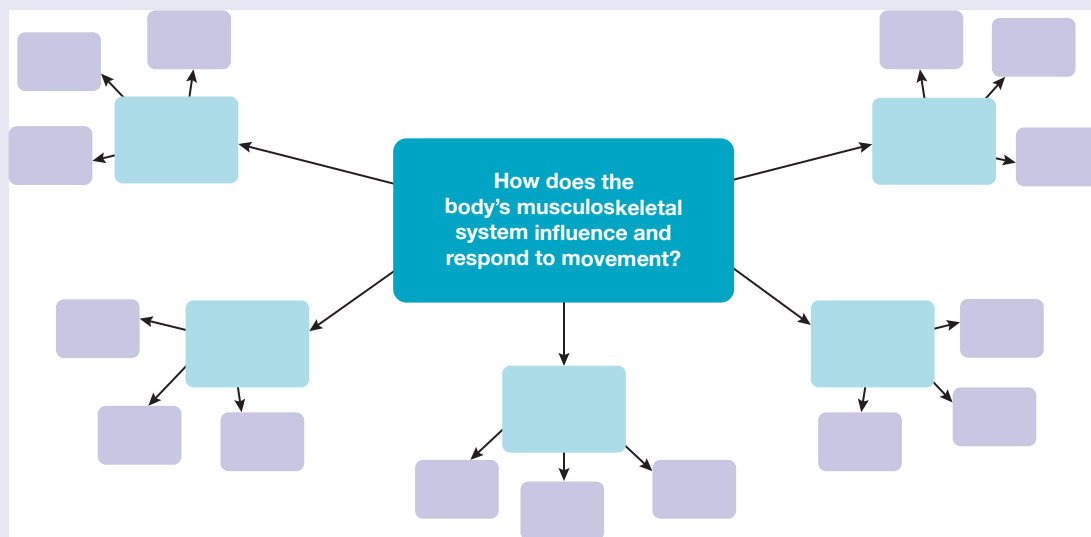 How does the
body's musculoskeletal
system influence and
respond to movement?